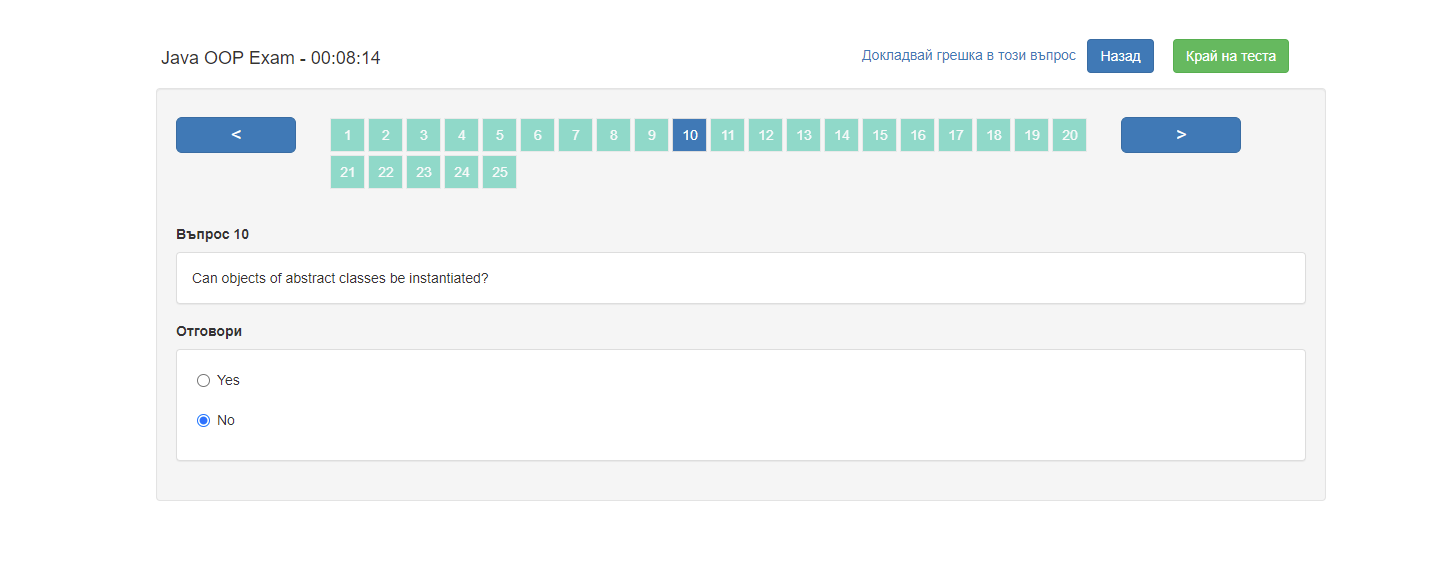 Java OOP Exam - 00:08:14
Докладвай грешка в този въпрос
Назад
Край на теста
<
1 2 3 4 5 6 7 8 9 10 11 12 13 14 15 16 17 18 19 20
>
21 22 23 24 25
Въпрос 10
Can objects of abstract classes be instantiated?
Отговори
Yes
No